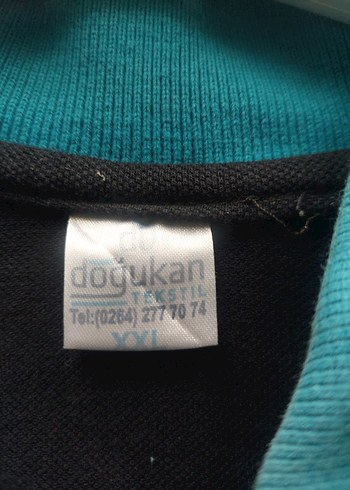 doğukan
TEKSTİL
Tel:(0264) 277 70 74
XXL